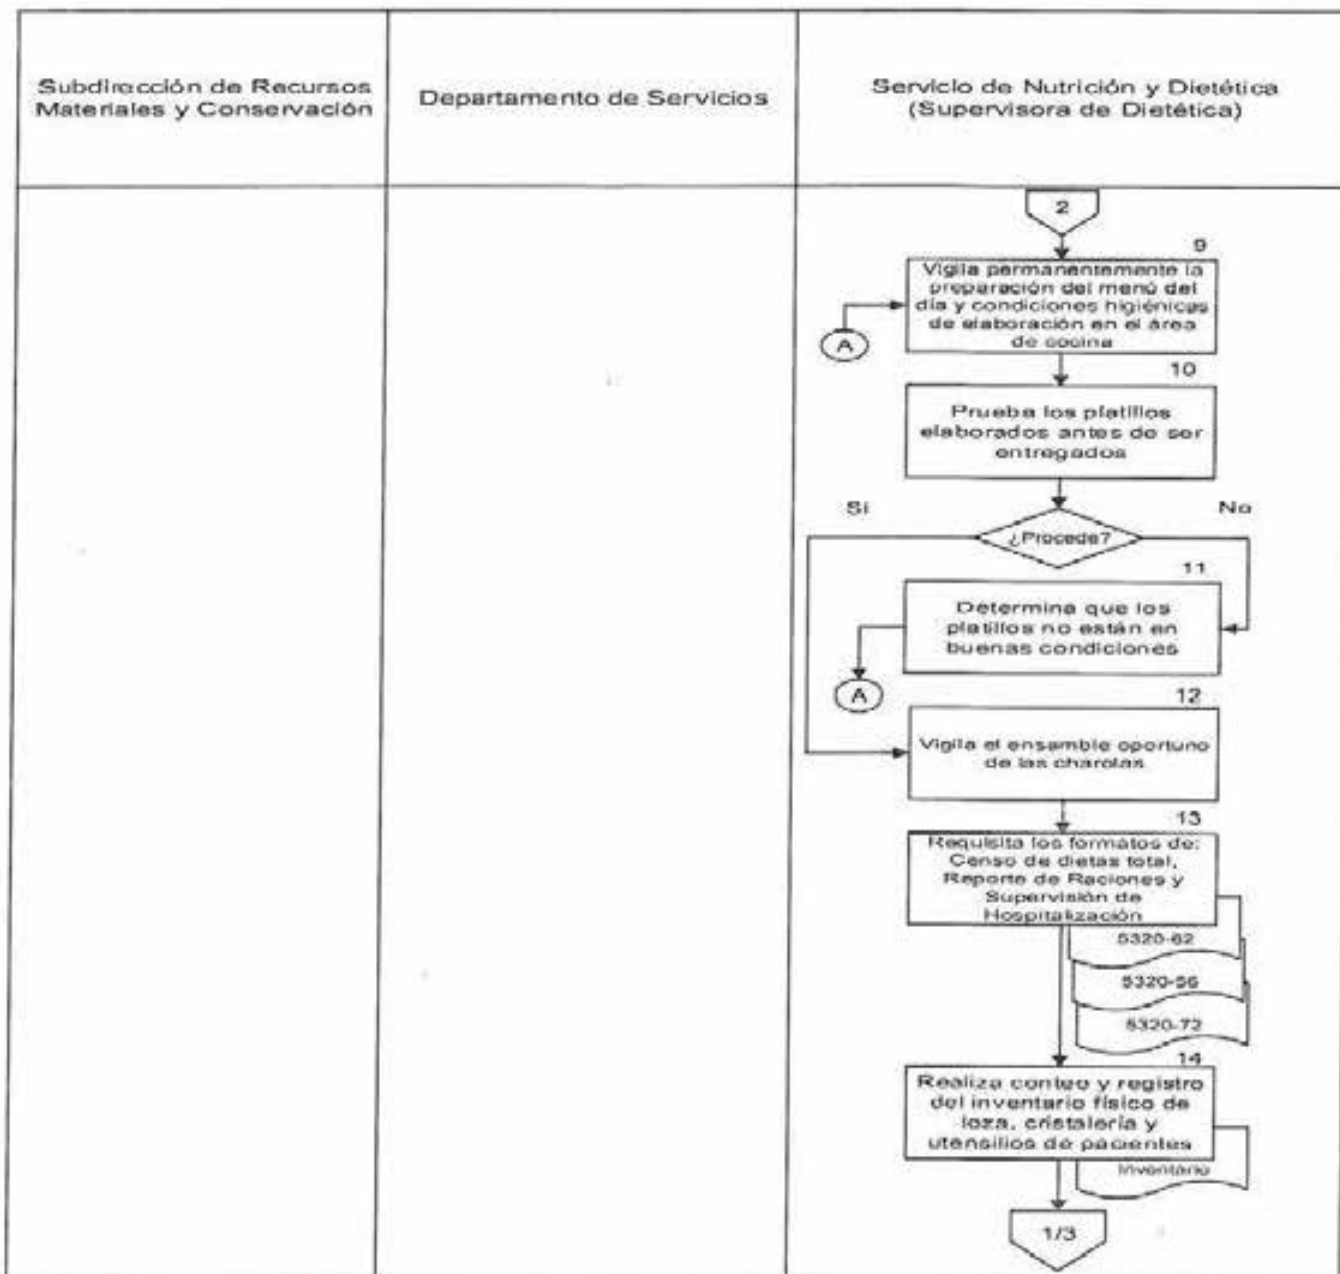 Subdirección de Recursos
Materiales y Conservación
Departamento de Servicios
Servicio de Nutrición y Dietética
(Supervisora de Dietética)
2
9
Vigila permanentemente la
preparación del menú del
día y condiciones higiénicas
de elaboración en el área
de cocina
A
10
Prueba los platillos
elaborados antes de ser
entregados
Si
No
¿Procede?
11
Determina que los
platillos no están en
buenas condiciones
A
12
Vigila el ensamble oportuno
de las charolas
13
Requisita los formatos de:
Censo de dietas total,
Reporte de Raciones y
Supervisión de
Hospitalización
5320-62
5320-56
5320-72
14
Realiza conteo y registro
del inventario físico de
loza, cristalería y
utensilios de pacientes
Inventario
1/3